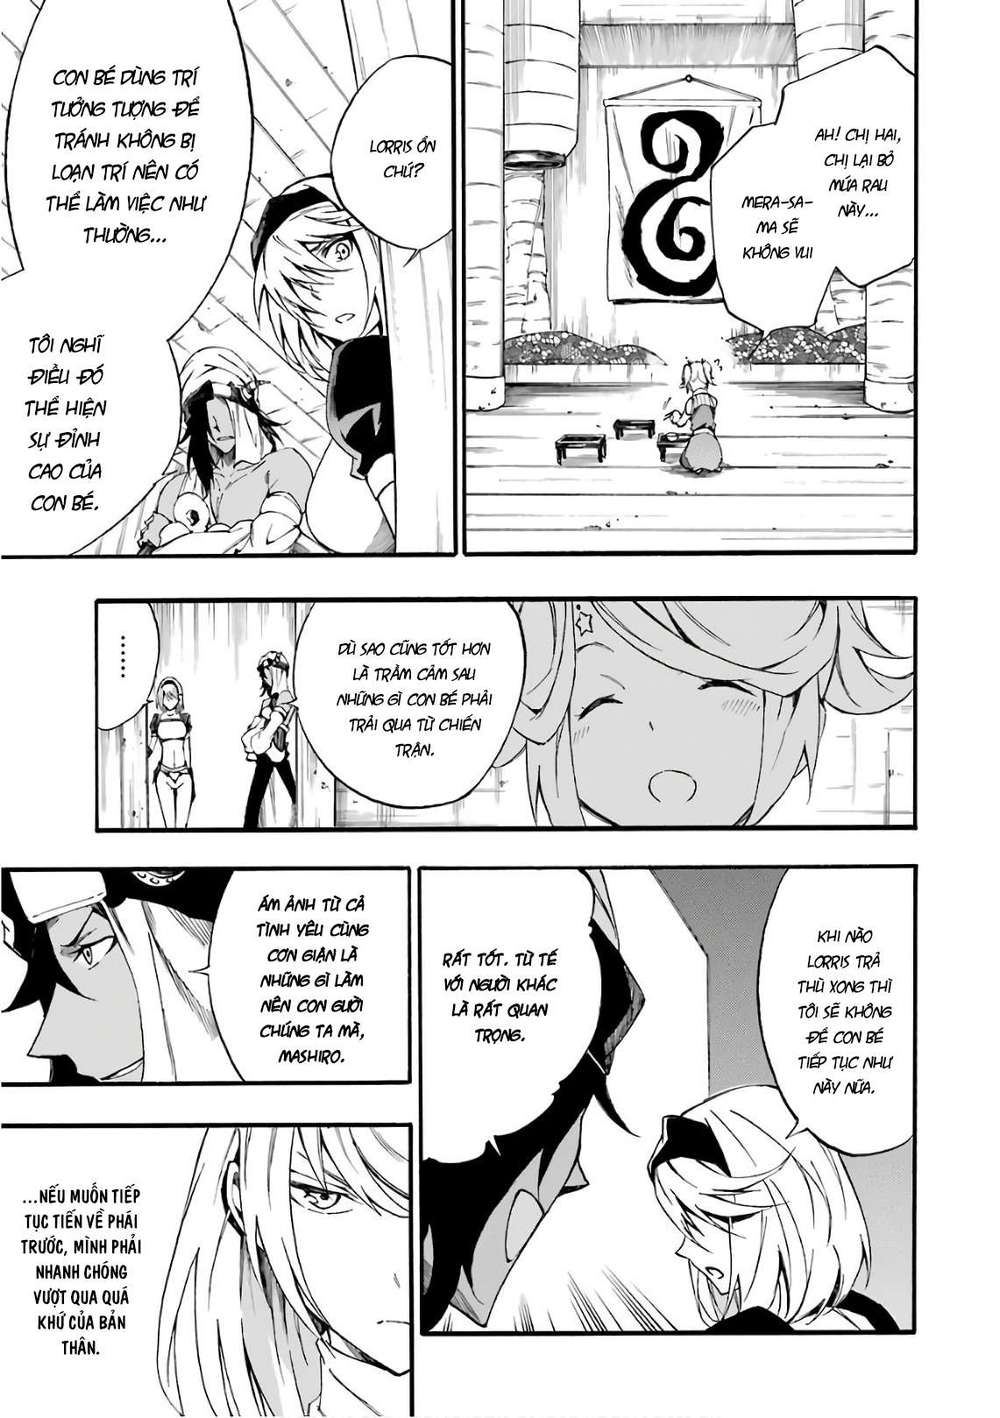 AH! CHỊ HAI,
CHỊ LẠI BỎ
MỨA RAU
NÀY...
MERA-SA-
MA SẼ
KHÔNG VUI
LORRIS ỔN
CHỨ?
CON BÉ DÙNG TRÍ
TƯỞNG TƯỢNG ĐỂ
TRÁNH KHÔNG BỊ
LOẠN TRÍ NÊN CÓ
THỂ LÀM VIỆC NHƯ
THƯỜNG...
TÔI NGHĨ
ĐIỀU ĐÓ
THỂ HIỆN
SỰ ĐỈNH
CAO CỦA
CON BÉ.
DÙ SAO CŨNG TỐT HƠN
LÀ TRẦM CẢM SAU
NHỮNG GÌ CON BÉ PHẢI
TRẢI QUA TỪ CHIẾN
TRẬN.
......
KHI NÀO
LORRIS TRẢ
THÙ XONG THÌ
TÔI SẼ KHÔNG
ĐỂ CON BÉ
TIẾP TỤC NHƯ
NÀY NỮA.
RẤT TỐT. TỬ TẾ
VỚI NGƯỜI KHÁC
LÀ RẤT QUAN
TRỌNG.
ÁM ẢNH TỪ CẢ
TÌNH YÊU CÙNG
CƠN GIẬN LÀ
NHỮNG GÌ LÀM
NÊN CON GƯỜI
CHÚNG TA MÀ,
MASHIRO.
...NẾU MUỐN TIẾP
TỤC TIẾN VỀ PHÁI
TRƯỚC, MÌNH PHẢI
NHANH CHÓNG
VƯỢT QUA QUÁ
KHỨ CỦA BẢN
THÂN.